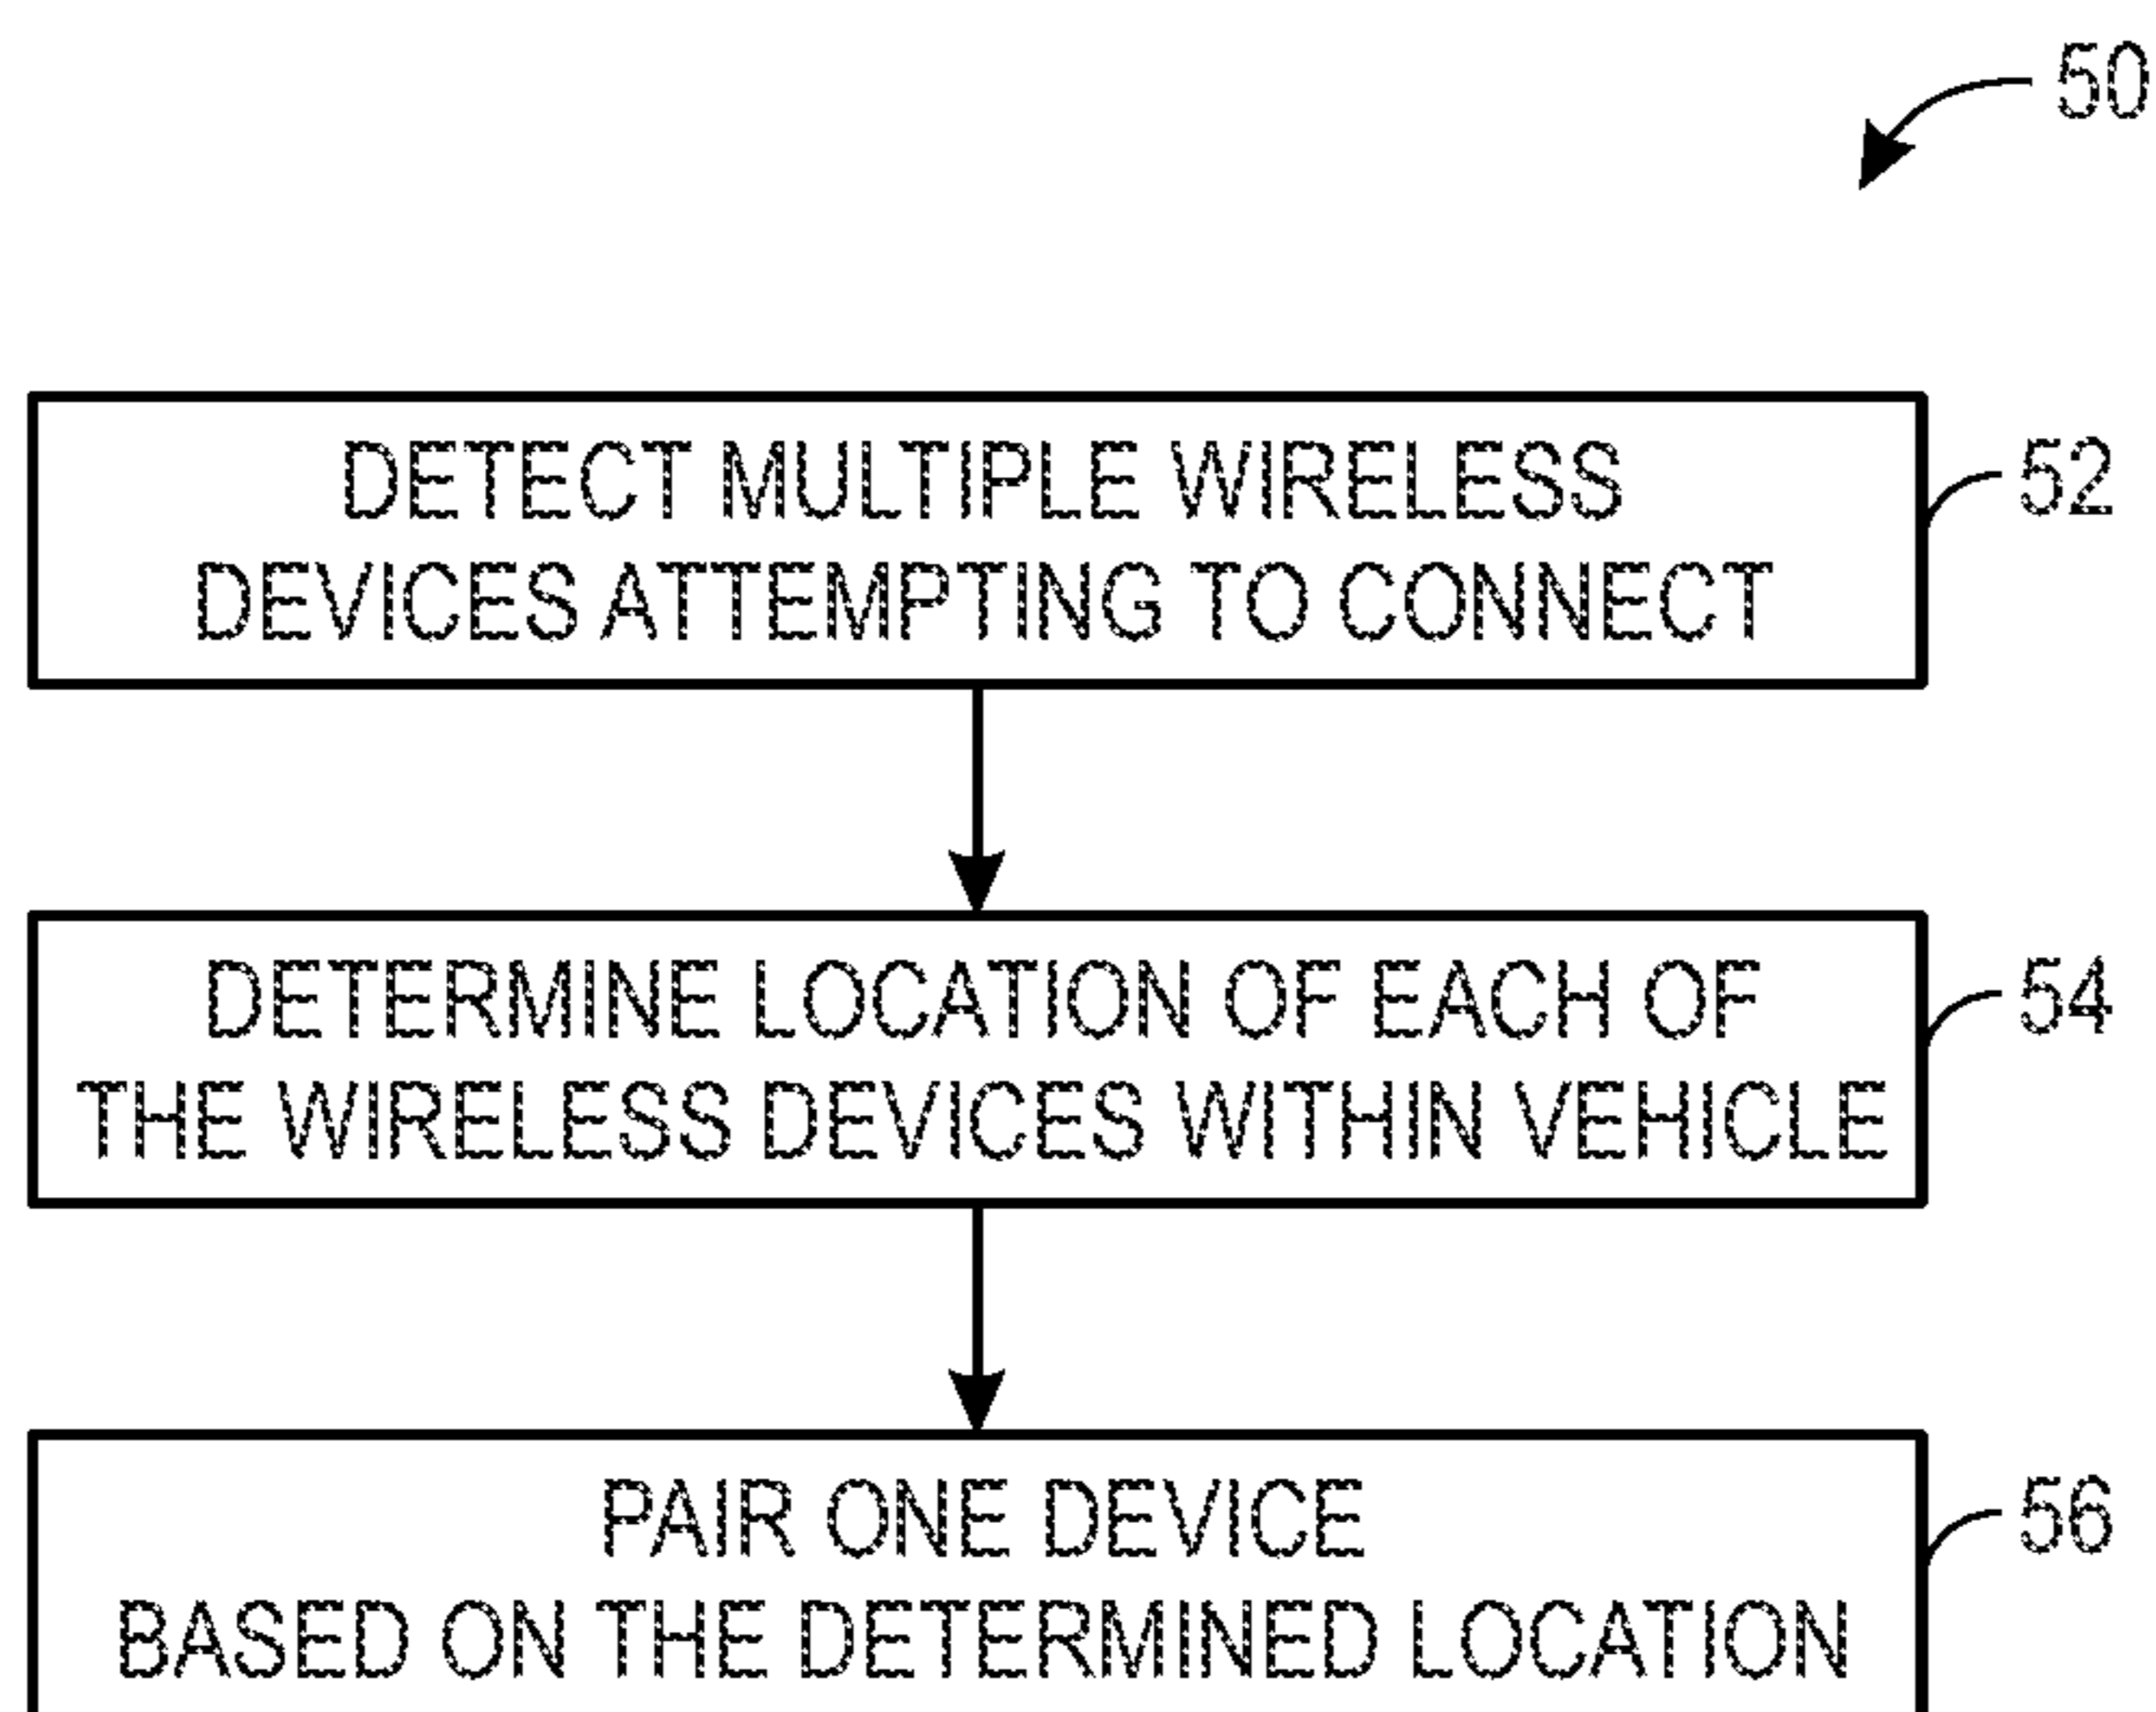 50
DETECT MULTIPLE WIRELESS
DEVICES ATTEMPTING TO CONNECT
52
DETERMINE LOCATION OF EACH OF
THE WIRELESS DEVICES WITHIN VEHICLE
54
PAIR ONE DEVICE
BASED ON THE DETERMINED LOCATION
56